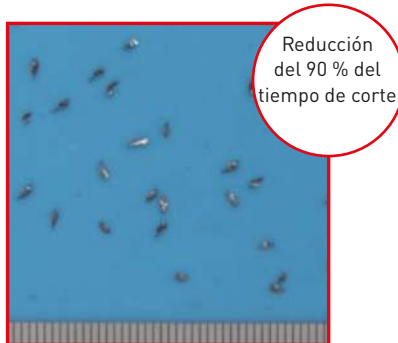 Reducción
del 90 % del
tiempo de corte